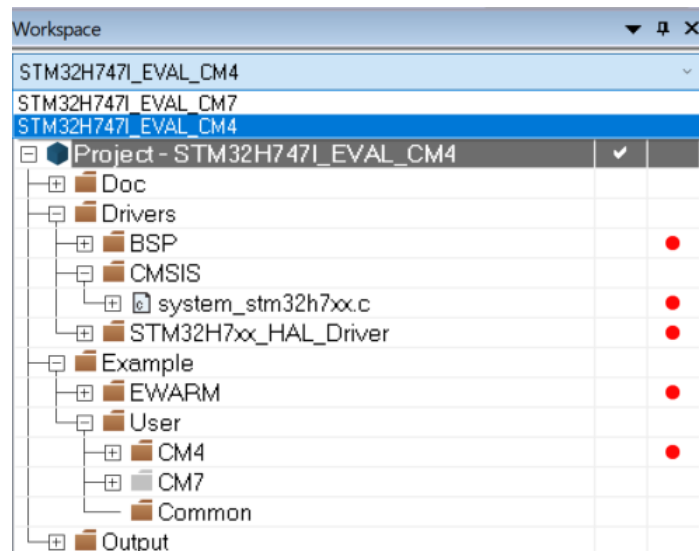 Workspace
STM32H747I_EVAL_CM4
STM32H747I_EVAL_CM7
STM32H747I_EVAL_CM4
Project - STM32H747I_EVAL_CM4
Doc
Drivers
BSP
CMSIS
c system_stm32h7xx.c
STM32H7xx_HAL_Driver
Example
EWARM
User
CM4
CM7
Common
Output